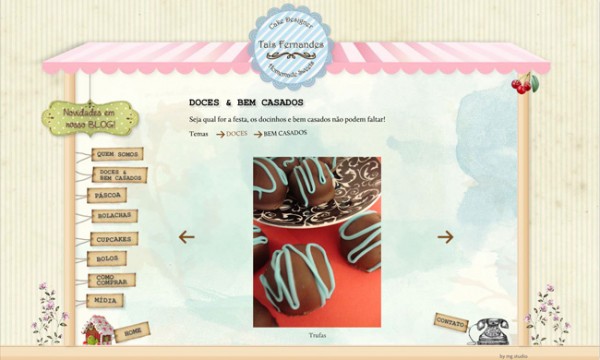 Cake Designer
Tais Fernandes
Homemade Sweets
Novidades em
nosso BLOG!
DOCES & BEM CASADOS
Seja qual for a festa, os docinhos e bem casados não podem faltar!
Temas DOCES BEM CASADOS
QUEM SOMOS
DOCES &
BEM CASADOS
PÁSCOA
BOLACHAS
CUPCAKES
BOLOS
COMO
COMPRAR
MÍDIA
HOME
Trufas
CONTATO
by mg studio